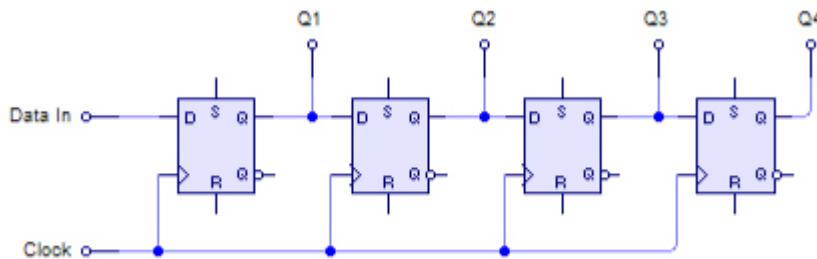 Q1 Q2 Q3 Q4
S S S S
Data In D Q D Q D Q D Q
Q Q Q Q
R R R R
Clock